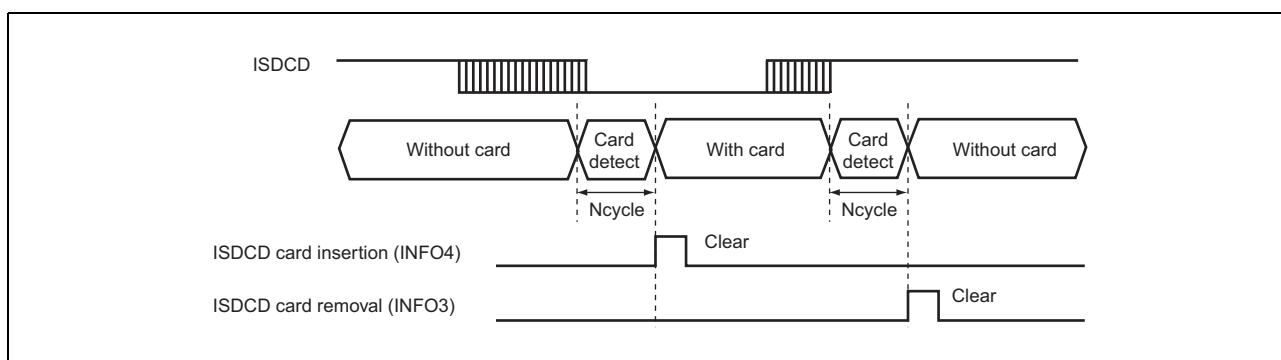 ISDCD
Without card
Card
detect
With card
Card
detect
Without card
Ncycle
Ncycle
ISDCD card insertion (INFO4)
Clear
ISDCD card removal (INFO3)
Clear